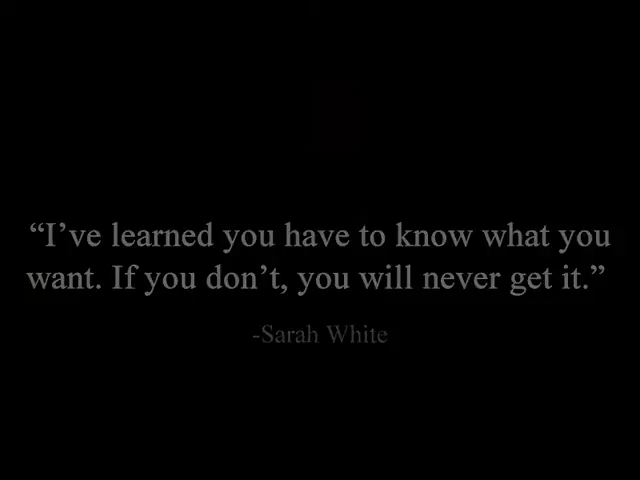 “I’ve learned you have to know what you
want. If you don’t, you will never get it.”
-Sarah White